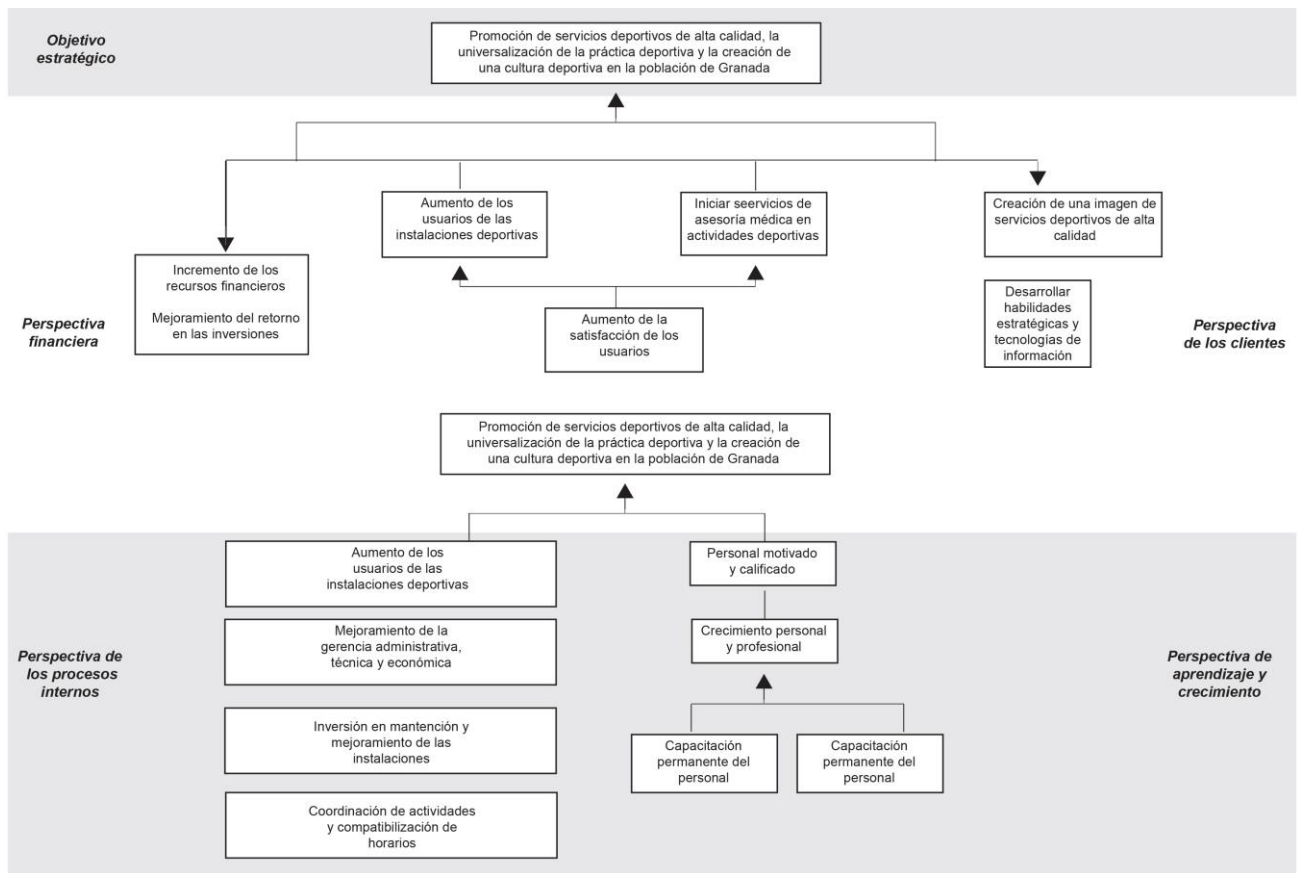 Objetivo
estratégico
Promoción de servicios deportivos de alta calidad, la
universalización de la práctica deportiva y la creación de
una cultura deportiva en la población de Granada
Aumento de los
usuarios de las
instalaciones deportivas
Iniciar seervicios de
asesoría médica en
actividades deportivas
Creación de una imagen de
servicios deportivos de alta
calidad
Incremento de los
recursos financieros
Mejoramiento del retorno
en las inversiones
Perspectiva
financiera
Aumento de la
satisfacción de los
usuarios
Desarrollar
habilidades
estratégicas y
tecnologías de
información
Perspectiva
de los clientes
Promoción de servicios deportivos de alta calidad, la
universalización de la práctica deportiva y la creación de
una cultura deportiva en la población de Granada
Aumento de los
usuarios de las
instalaciones deportivas
Personal motivado
y calificado
Mejoramiento de la
gerencia administrativa,
técnica y económica
Crecimiento personal
y profesional
Perspectiva de
los procesos
internos
Perspectiva de
aprendizaje y
crecimiento
Inversión en mantención y
mejoramiento de las
instalaciones
Capacitación
permanente del
personal
Capacitación
permanente del
personal
Coordinación de actividades
y compatibilización de
horarios